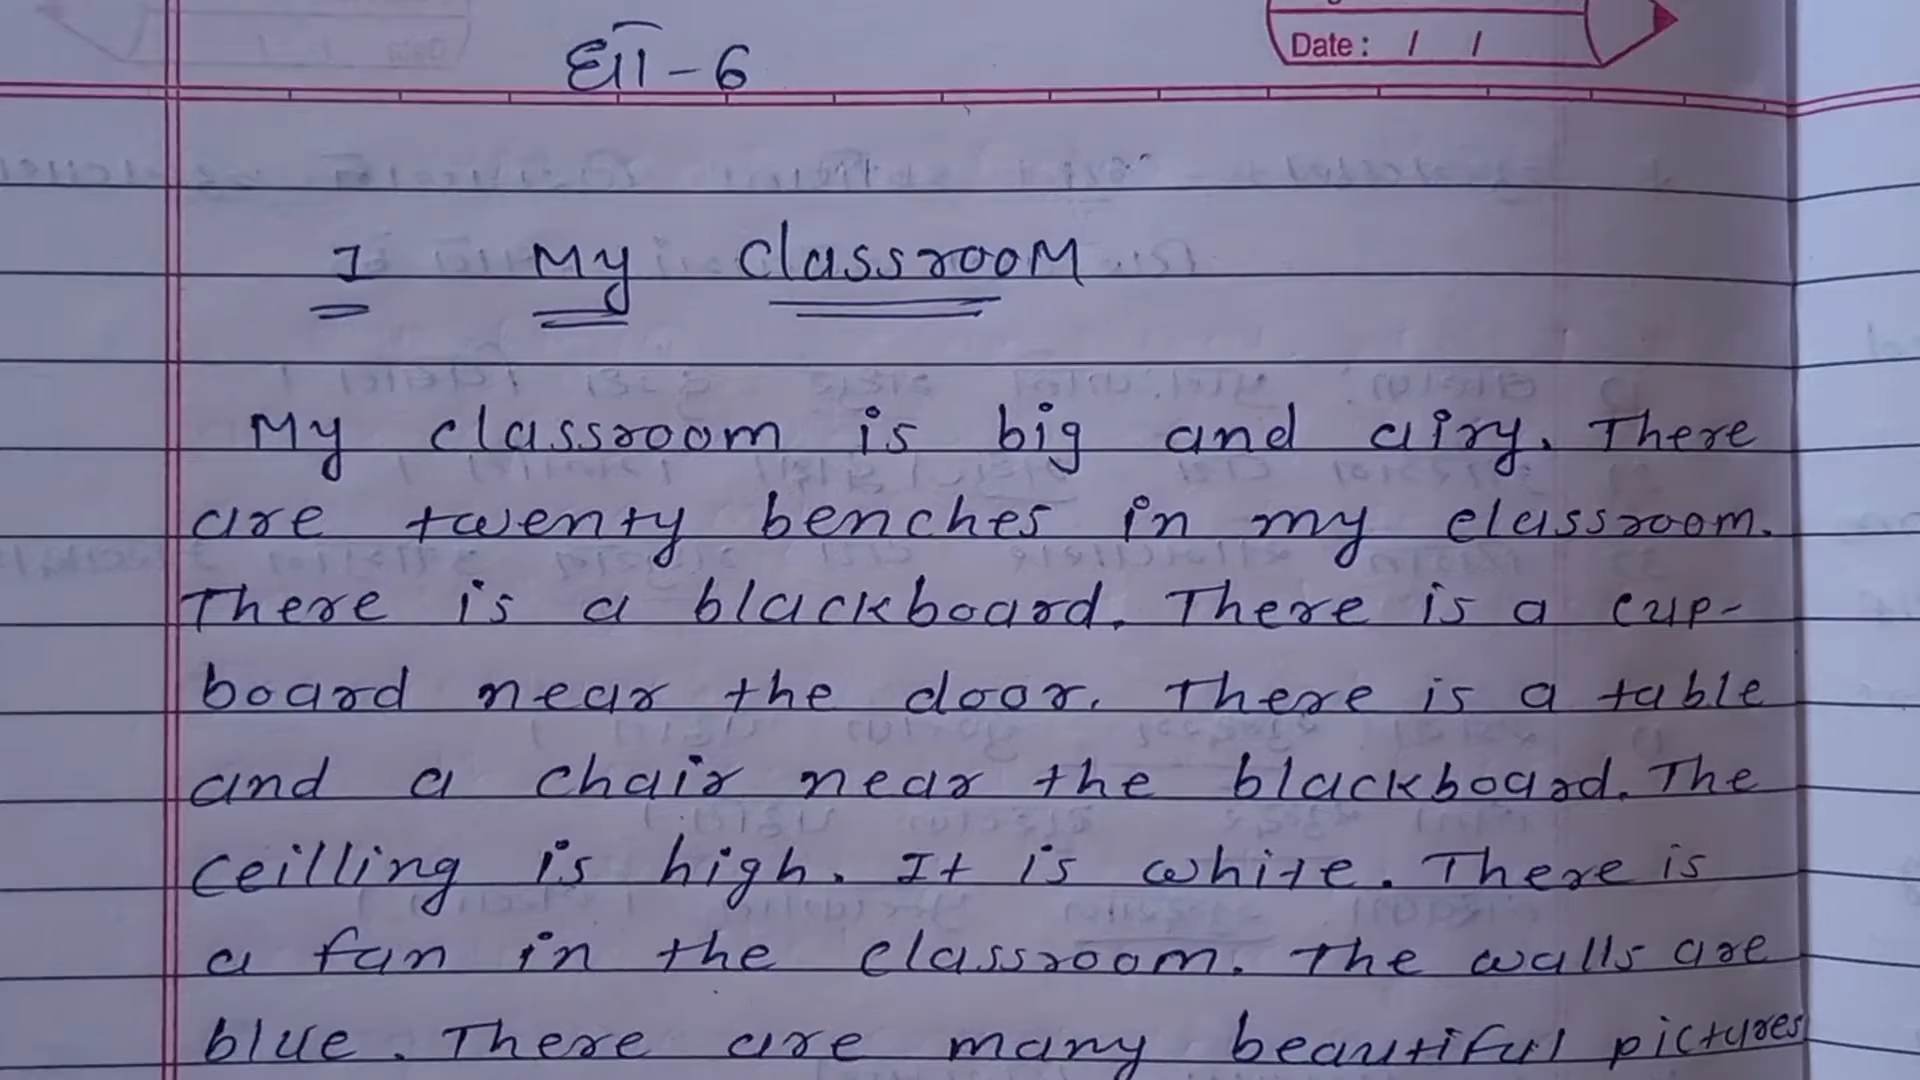 ધો-6
Date: / /
1 My Classroom
My classroom is big and airy. There
are twenty benches in my classroom.
There is a blackboard. There is a cup-
board near the door. There is a table
and a chair near the blackboard. The
ceilling is high. It is white. There is
a fan in the classroom. The walls are
blue. There are many beautiful pictures